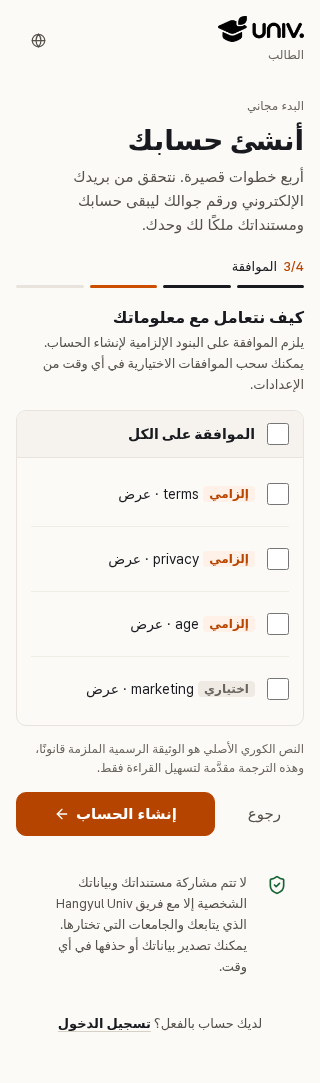 UNIV.
الطالب
البدء مجاني
أنشئ حسابك
أربع خطوات قصيرة. نتحقق من بريدك
الإلكتروني ورقم جوالك ليبقى حسابك
ومستنداتك ملكًا لك وحدك.
3/4 الموافقة
كيف نتعامل مع معلوماتك
يلزم الموافقة على البنود الإلزامية لإنشاء الحساب.
يمكنك سحب الموافقات الاختيارية في أي وقت من
الإعدادات.
الموافقة على الكل
إلزامي terms · عرض
إلزامي privacy · عرض
إلزامي age · عرض
اختياري marketing · عرض
النص الكوري الأصلي هو الوثيقة الرسمية الملزمة قانونًا،
وهذه الترجمة مقدَّمة لتسهيل القراءة فقط.
رجوع
إنشاء الحساب ←
لا تتم مشاركة مستنداتك وبياناتك
الشخصية إلا مع فريق Hangyul Univ
الذي يتابعك والجامعات التي تختارها.
يمكنك تصدير بياناتك أو حذفها في أي
وقت.
لديك حساب بالفعل؟ تسجيل الدخول